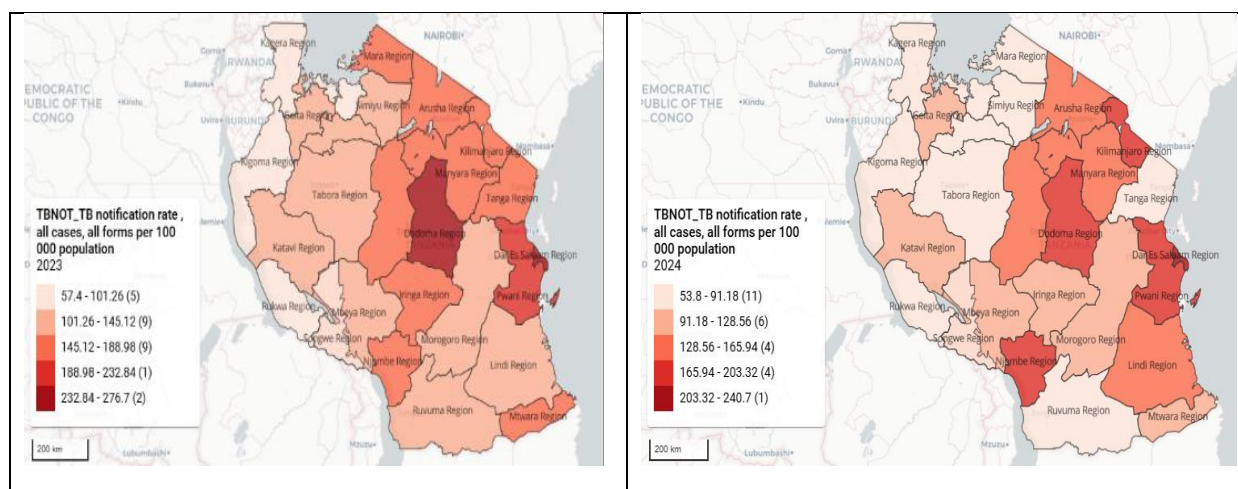 NAIROBI
Kagera Region
Mara Region
Goma
RWANDA
Bukavu
EMOCRATIC
PUBLIC OF THE
CONGO
Kindu
Simiyu Region
Geita Region
Arusha Region
Uvira
BURUNDI
Mombasa
Kilimanjaro Region
Kigoma Region
Manyara Region
Tabora Region
Tanga Region
TBNOT_TB notification rate ,
all cases, all forms per 100
000 population
2023
57.4 - 101.26 (5)
101.26 - 145.12 (9)
145.12 - 188.98 (9)
188.98 - 232.84 (1)
232.84 - 276.7 (2)
Dodoma Region
Katavi Region
Dar Es Salaam Region
Iringa Region
Pwani Region
Rukwa Region
Mbeya Region
Songwe Region
Morogoro Region
Njombe Region
Lindi Region
Ruvuma Region
Mtwara Region
200 km
Lubumbashi
Mzuzu
NAIROBI
Kagera Region
Mara Region
Goma
RWANDA
Bukavu
EMOCRATIC
PUBLIC OF THE
CONGO
Kindu
Simiyu Region
Geita Region
Arusha Region
Uvira
BURUNDI
Mombasa
Kilimanjaro Region
Kigoma Region
Manyara Region
Tabora Region
Tanga Region
TBNOT_TB notification rate ,
all cases, all forms per 100
000 population
2024
53.8 - 91.18 (11)
91.18 - 128.56 (6)
128.56 - 165.94 (4)
165.94 - 203.32 (4)
203.32 - 240.7 (1)
Dodoma Region
Katavi Region
Dar Es Salaam Region
Iringa Region
Pwani Region
Rukwa Region
Mbeya Region
Songwe Region
Morogoro Region
Njombe Region
Lindi Region
Ruvuma Region
Mtwara Region
200 km
Lubumbashi
Mzuzu